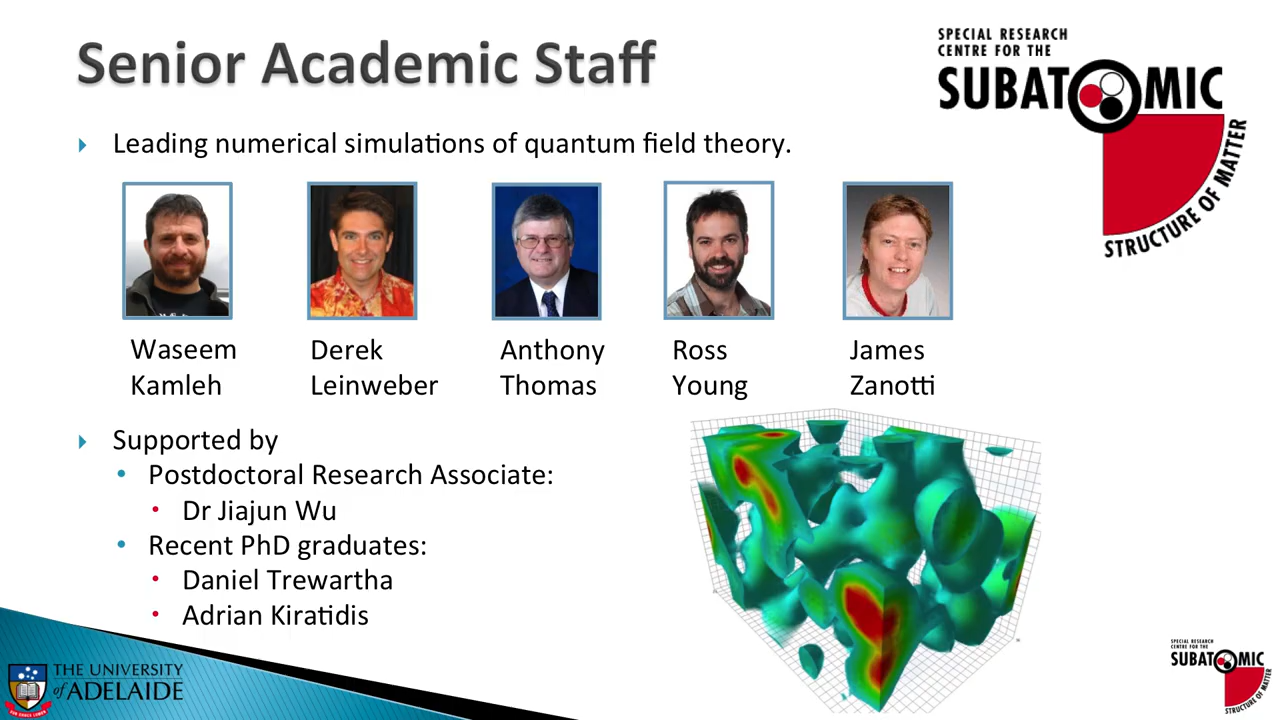 Senior Academic Staff
SPECIAL RESEARCH
CENTRE FOR THE
SUBATOMIC
STRUCTURE OF MATTER
Leading numerical simulations of quantum field theory.
Waseem
Kamleh
Derek
Leinweber
Anthony
Thomas
Ross
Young
James
Zanotti
Supported by
Postdoctoral Research Associate:
Dr Jiajun Wu
Recent PhD graduates:
Daniel Trewartha
Adrian Kiratidis
THE UNIVERSITY
of ADELAIDE
SPECIAL RESEARCH
CENTRE FOR THE
SUBATOMIC
STRUCTURE OF MATTER